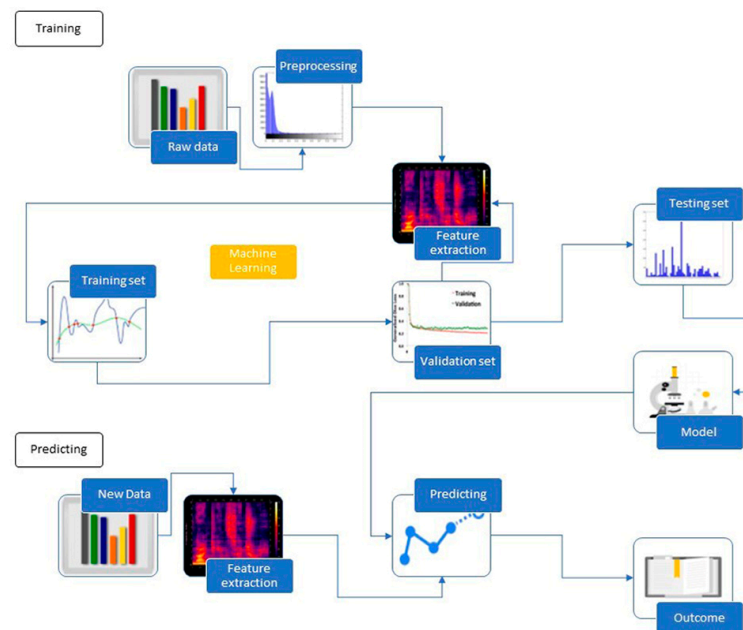 Training
Preprocessing
Raw data
Feature
extraction
Testing set
Machine
Learning
Training set
Training
Validation
Validation set
Model
Predicting
New Data
Predicting
Feature
extraction
Outcome